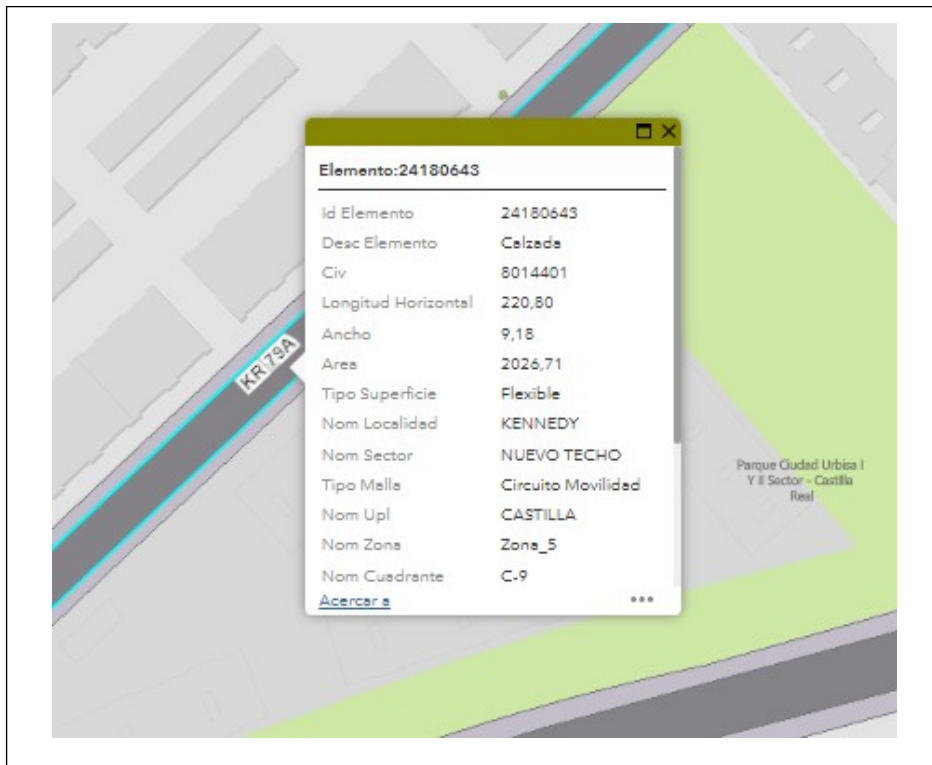 Elemento:24180643
Id Elemento 24180643
Desc Elemento Calzada
Civ 8014401
Longitud Horizontal 220,80
Ancho 9,18
Area 2026,71
Tipo Superficie Flexible
Nom Localidad KENNEDY
Nom Sector NUEVO TECHO
Tipo Malla Circuito Movilidad
Nom Upl CASTILLA
Nom Zona Zona_5
Nom Cuadrante C-9
Acercar a
KR 79A
Parque Ciudad Urbisa I
Y II Sector - Castilla
Real